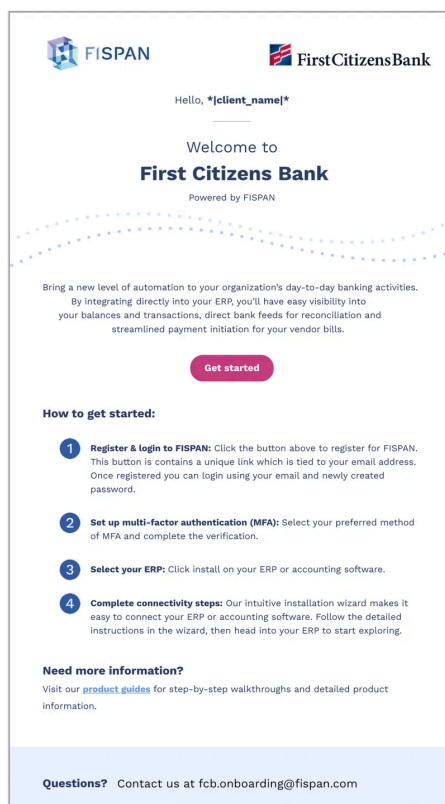 FISPAN
First Citizens Bank
Hello, *|client_name|*
Welcome to
First Citizens Bank
Powered by FISPAN
Bring a new level of automation to your organization's day-to-day banking activities.
By integrating directly into your ERP, you'll have easy visibility into
your balances and transactions, direct bank feeds for reconciliation and
streamlined payment initiation for your vendor bills.
Get started
How to get started:
1 Register & login to FISPAN: Click the button above to register for FISPAN.
This button is contains a unique link which is tied to your email address.
Once registered you can login using your email and newly created
password.
2 Set up multi-factor authentication (MFA): Select your preferred method
of MFA and complete the verification.
3 Select your ERP: Click install on your ERP or accounting software.
4 Complete connectivity steps: Our intuitive installation wizard makes it
easy to connect your ERP or accounting software. Follow the detailed
instructions in the wizard, then head into your ERP to start exploring.
Need more information?
Visit our product guides for step-by-step walkthroughs and detailed product
information.
Questions? Contact us at fcb.onboarding@fispan.com